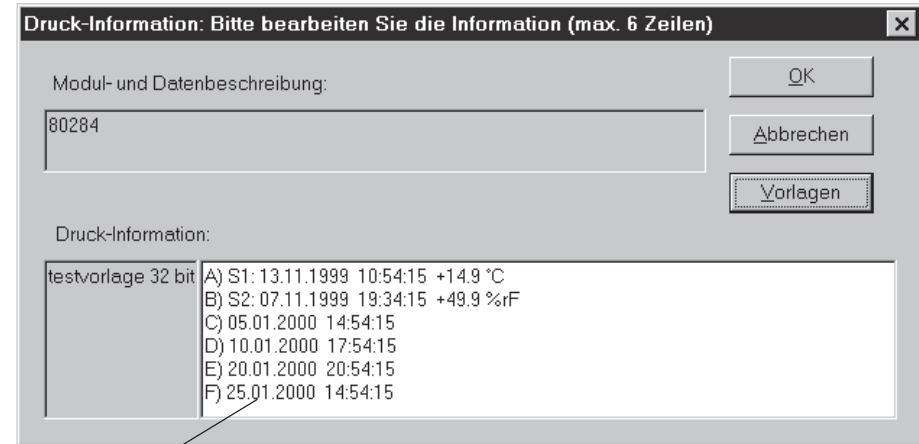 Druck-Information: Bitte bearbeiten Sie die Information (max. 6 Zeilen)
Modul- und Datenbeschreibung:
OK
80284
Abbrechen
Vorlagen
Druck-Information:
testvorlage 32 bit
A) S1: 13.11.1999 10:54:15 +14.9 °C
B) S2: 07.11.1999 19:34:15 +49.9 %rF
C) 05.01.2000 14:54:15
D) 10.01.2000 17:54:15
E) 20.01.2000 20:54:15
F) 25.01.2000 14:54:15